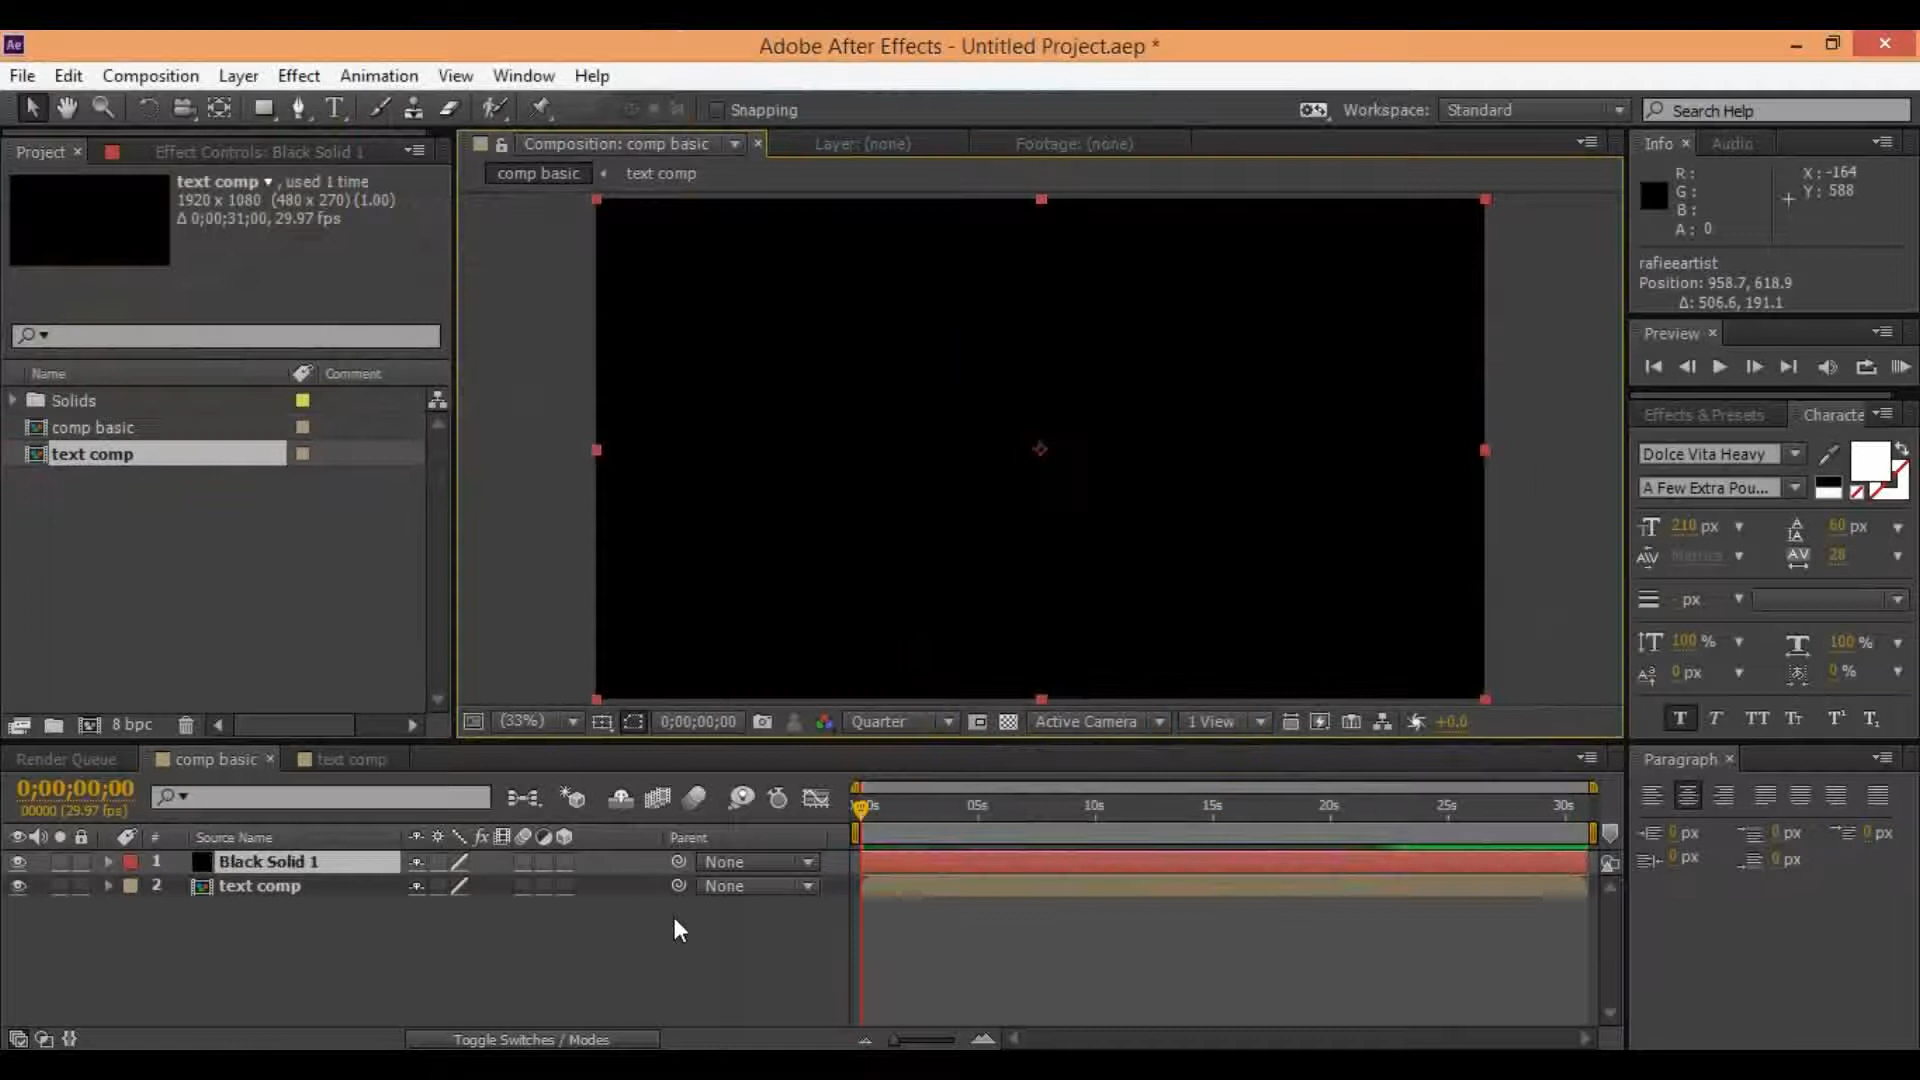 Ae
Adobe After Effects - Untitled Project.aep *
File Edit Composition Layer Effect Animation View Window Help
Snapping
Workspace: Standard
Search Help
Project ×
Effect Controls: Black Solid 1
text comp ▾ , used 1 time
1920 x 1080 (480 x 270) (1.00)
Δ 0;00;31;00, 29.97 fps
Name Comment
Solids
comp basic
text comp
8 bpc
Composition: comp basic
Layer: (none)
Footage: (none)
comp basic
text comp
(33%)
0;00;00;00
Quarter
Active Camera
1 View
+0.0
Info ×
Audio
R:
G:
B:
A: 0
X: -164
Y: 588
rafieeartist
Position: 958.7, 618.9
Δ: 506.6, 191.1
Preview ×
Effects & Presets
Characte
Dolce Vita Heavy
A Few Extra Pou...
210 px
60 px
Metrics
28
- px
100 %
100 %
0 px
0 %
Render Queue
comp basic ×
text comp
0;00;00;00
00000 (29.97 fps)
05s 10s 15s 20s 25s 30s
# Source Name
fx
Parent
1 Black Solid 1 None
2 text comp None
Toggle Switches / Modes
Paragraph ×
0 px 0 px 0 px
0 px 0 px